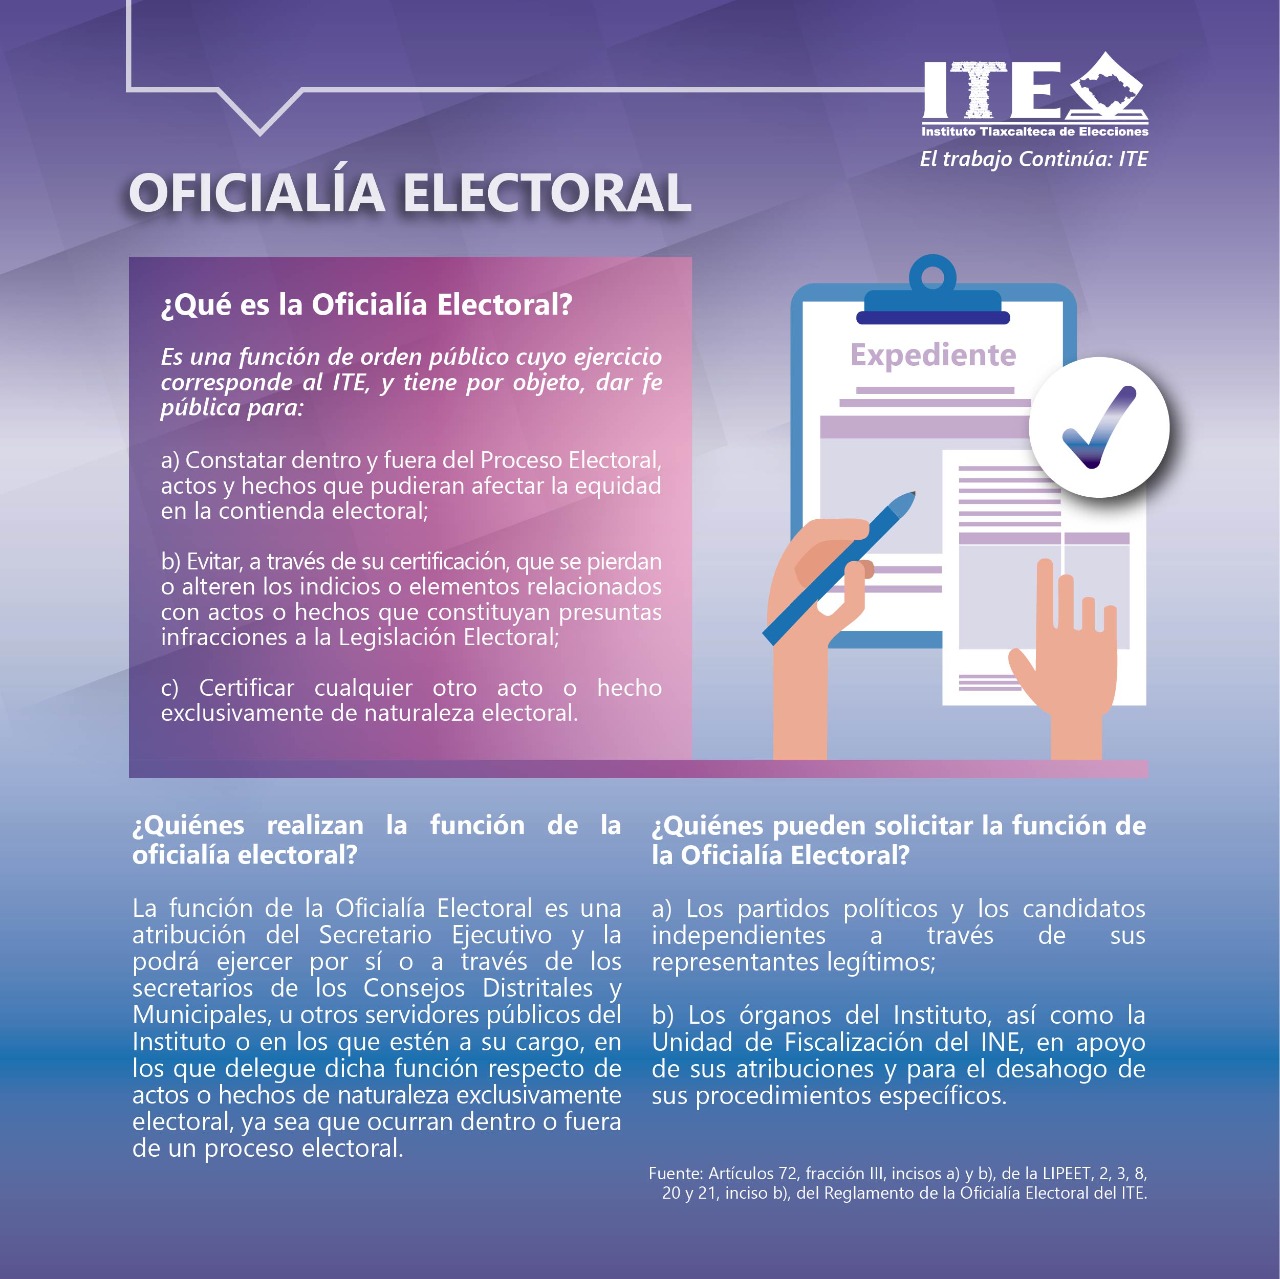 ITE
Instituto Tlaxcalteca de Elecciones
El trabajo Continúa: ITE
OFICIALÍA ELECTORAL
¿Qué es la Oficialía Electoral?
Es una función de orden público cuyo ejercicio
corresponde al ITE, y tiene por objeto, dar fe
pública para:
a) Constatar dentro y fuera del Proceso Electoral,
actos y hechos que pudieran afectar la equidad
en la contienda electoral;
b) Evitar, a través de su certificación, que se pierdan
o alteren los indicios o elementos relacionados
con actos o hechos que constituyan presuntas
infracciones a la Legislación Electoral;
c) Certificar cualquier otro acto o hecho
exclusivamente de naturaleza electoral.
Expediente
¿Quiénes realizan la función de la
oficialía electoral?
La función de la Oficialía Electoral es una
atribución del Secretario Ejecutivo y la
podrá ejercer por sí o a través de los
secretarios de los Consejos Distritales y
Municipales, u otros servidores públicos del
Instituto o en los que estén a su cargo, en
los que delegue dicha función respecto de
actos o hechos de naturaleza exclusivamente
electoral, ya sea que ocurran dentro o fuera
de un proceso electoral.
¿Quiénes pueden solicitar la función de
la Oficialía Electoral?
a) Los partidos políticos y los candidatos
independientes a través de sus
representantes legítimos;
b) Los órganos del Instituto, así como la
Unidad de Fiscalización del INE, en apoyo
de sus atribuciones y para el desahogo de
sus procedimientos específicos.
Fuente: Artículos 72, fracción III, incisos a) y b), de la LIPEET, 2, 3, 8,
20 y 21, inciso b), del Reglamento de la Oficialía Electoral del ITE.